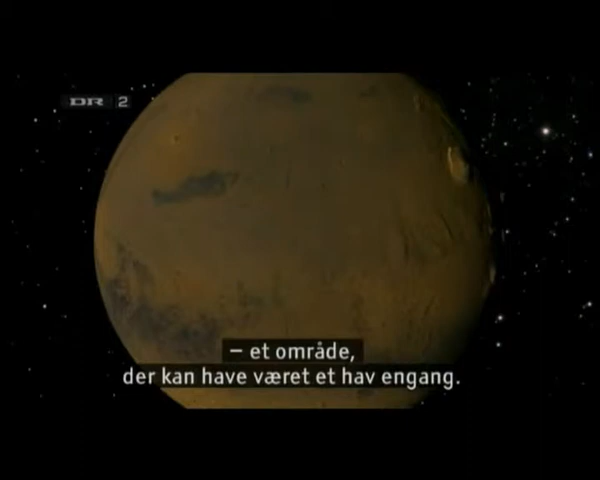 DR 2
– et område,
der kan have været et hav engang.